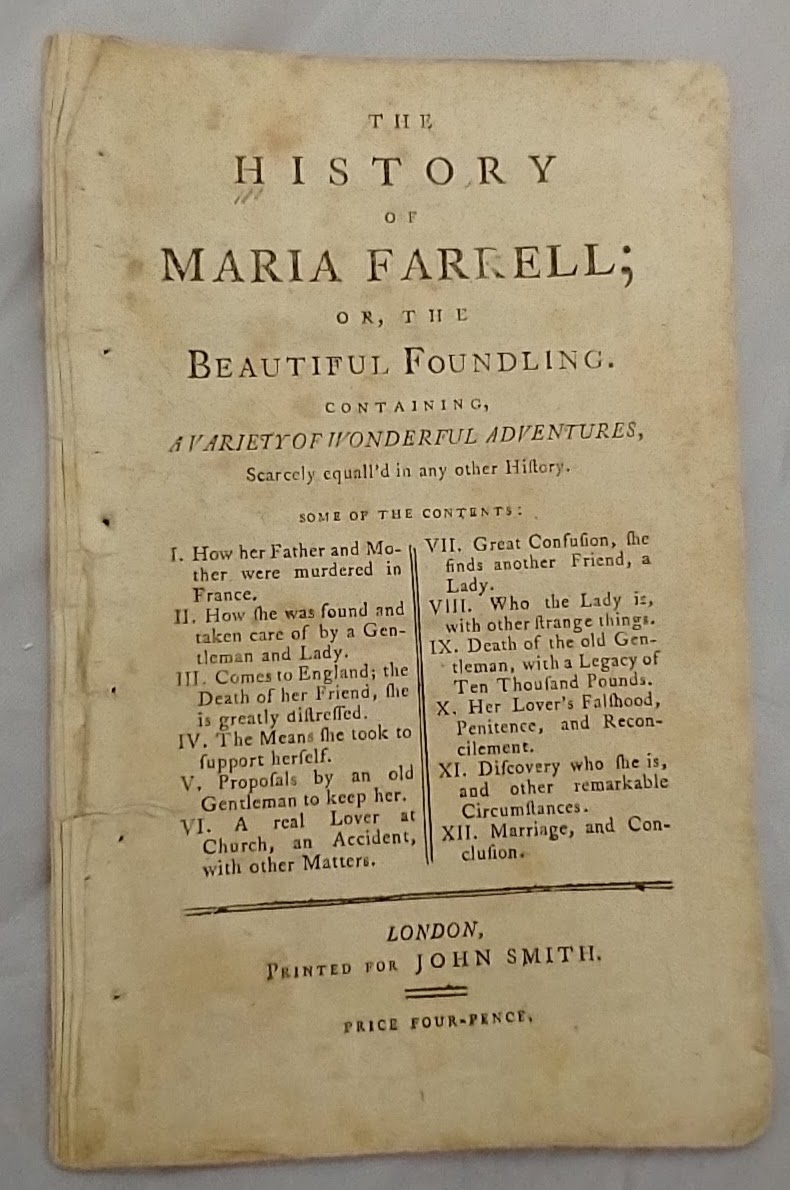 THE
HISTORY
OF
MARIA FARRELL;
OR, THE
BEAUTIFUL FOUNDLING.
CONTAINING,
A VARIETY OF WONDERFUL ADVENTURES,
Scarcely equall'd in any other Hiſtory.
SOME OF THE CONTENTS:
I. How her Father and Mo-
ther were murdered in
France.
II. How ſhe was found and
taken care of by a Gen-
tleman and Lady.
III. Comes to England; the
Death of her Friend, ſhe
is greatly diſtreſſed.
IV. The Means ſhe took to
ſupport herſelf.
V. Propoſals by an old
Gentleman to keep her.
VI. A real Lover at
Church, an Accident,
with other Matters.
VII. Great Confuſion, ſhe
finds another Friend, a
Lady.
VIII. Who the Lady is,
with other ſtrange things.
IX. Death of the old Gen-
tleman, with a Legacy of
Ten Thouſand Pounds.
X. Her Lover's Falſhood,
Penitence, and Recon-
cilement.
XI. Diſcovery who ſhe is,
and other remarkable
Circumſtances.
XII. Marriage, and Con-
cluſion.
LONDON,
PRINTED FOR JOHN SMITH.
PRICE FOUR-PENCE.